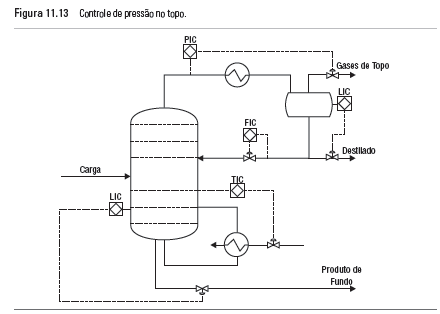 Figura 11.13 Controle de pressão no topo.
PIC
Gases de Topo
LIC
FIC
Destilado
Carga
TIC
LIC
Produto de
Fundo